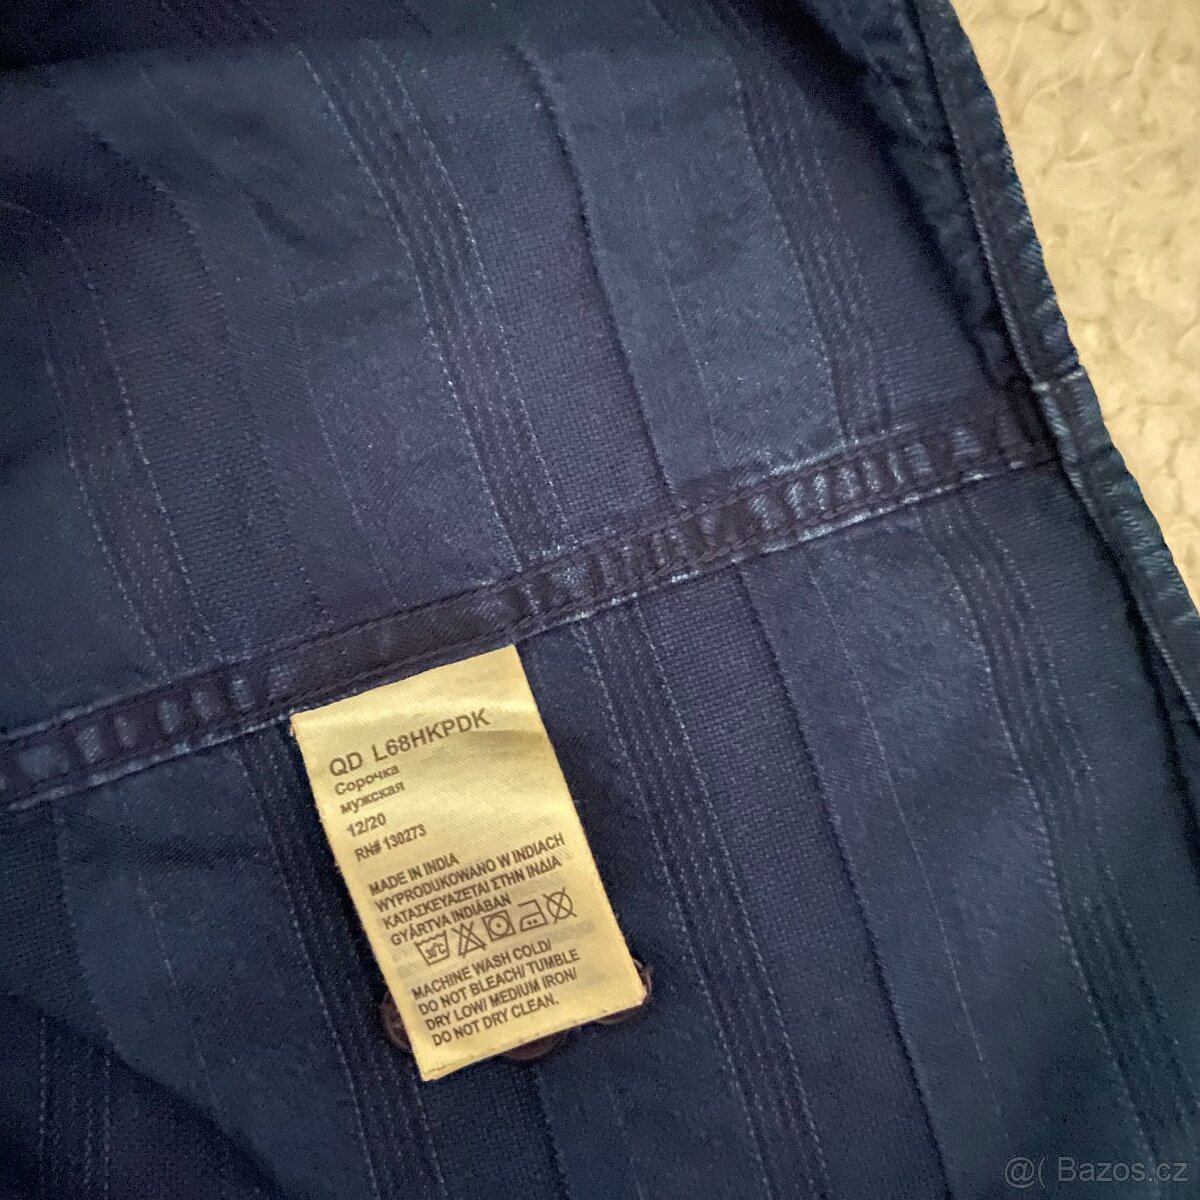 QD L68HKPDK
Сорочка
мужская
12/20
RN# 130273
MADE IN INDIA
WYPRODUKOWANO W INDIACH
ΚΑΤΑΣΚΕΥΑΖΕΤΑΙ ΣΤΗΝ ΙΝΔΙΑ
GYÁRTVA INDIÁBAN
30°C
MACHINE WASH COLD/
DO NOT BLEACH/ TUMBLE
DRY LOW/ MEDIUM IRON/
DO NOT DRY CLEAN.
@( Bazos.cz